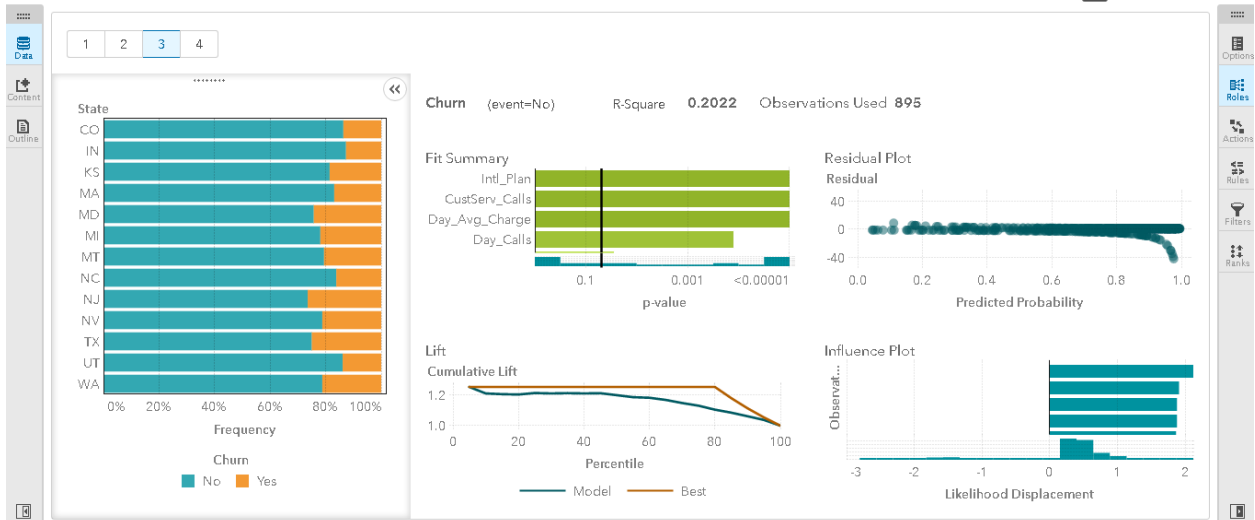 Data
Content
Outline
1 2 3 4
State
CO
IN
KS
MA
MD
MI
MT
NC
NJ
NV
TX
UT
WA
0% 20% 40% 60% 80% 100%
Frequency
Churn
No Yes
Churn (event=No) R-Square 0.2022 Observations Used 895
Fit Summary
Intl_Plan
CustServ_Calls
Day_Avg_Charge
Day_Calls
0.1 0.001 <0.00001
p-value
Residual Plot
Residual
40
0
-40
0.0 0.2 0.4 0.6 0.8 1.0
Predicted Probability
Lift
Cumulative Lift
1.2
1.0
0 20 40 60 80 100
Percentile
Model Best
Influence Plot
Observat...
-3 -2 -1 0 1 2
Likelihood Displacement
Options
Roles
Actions
Rules
Filters
Ranks